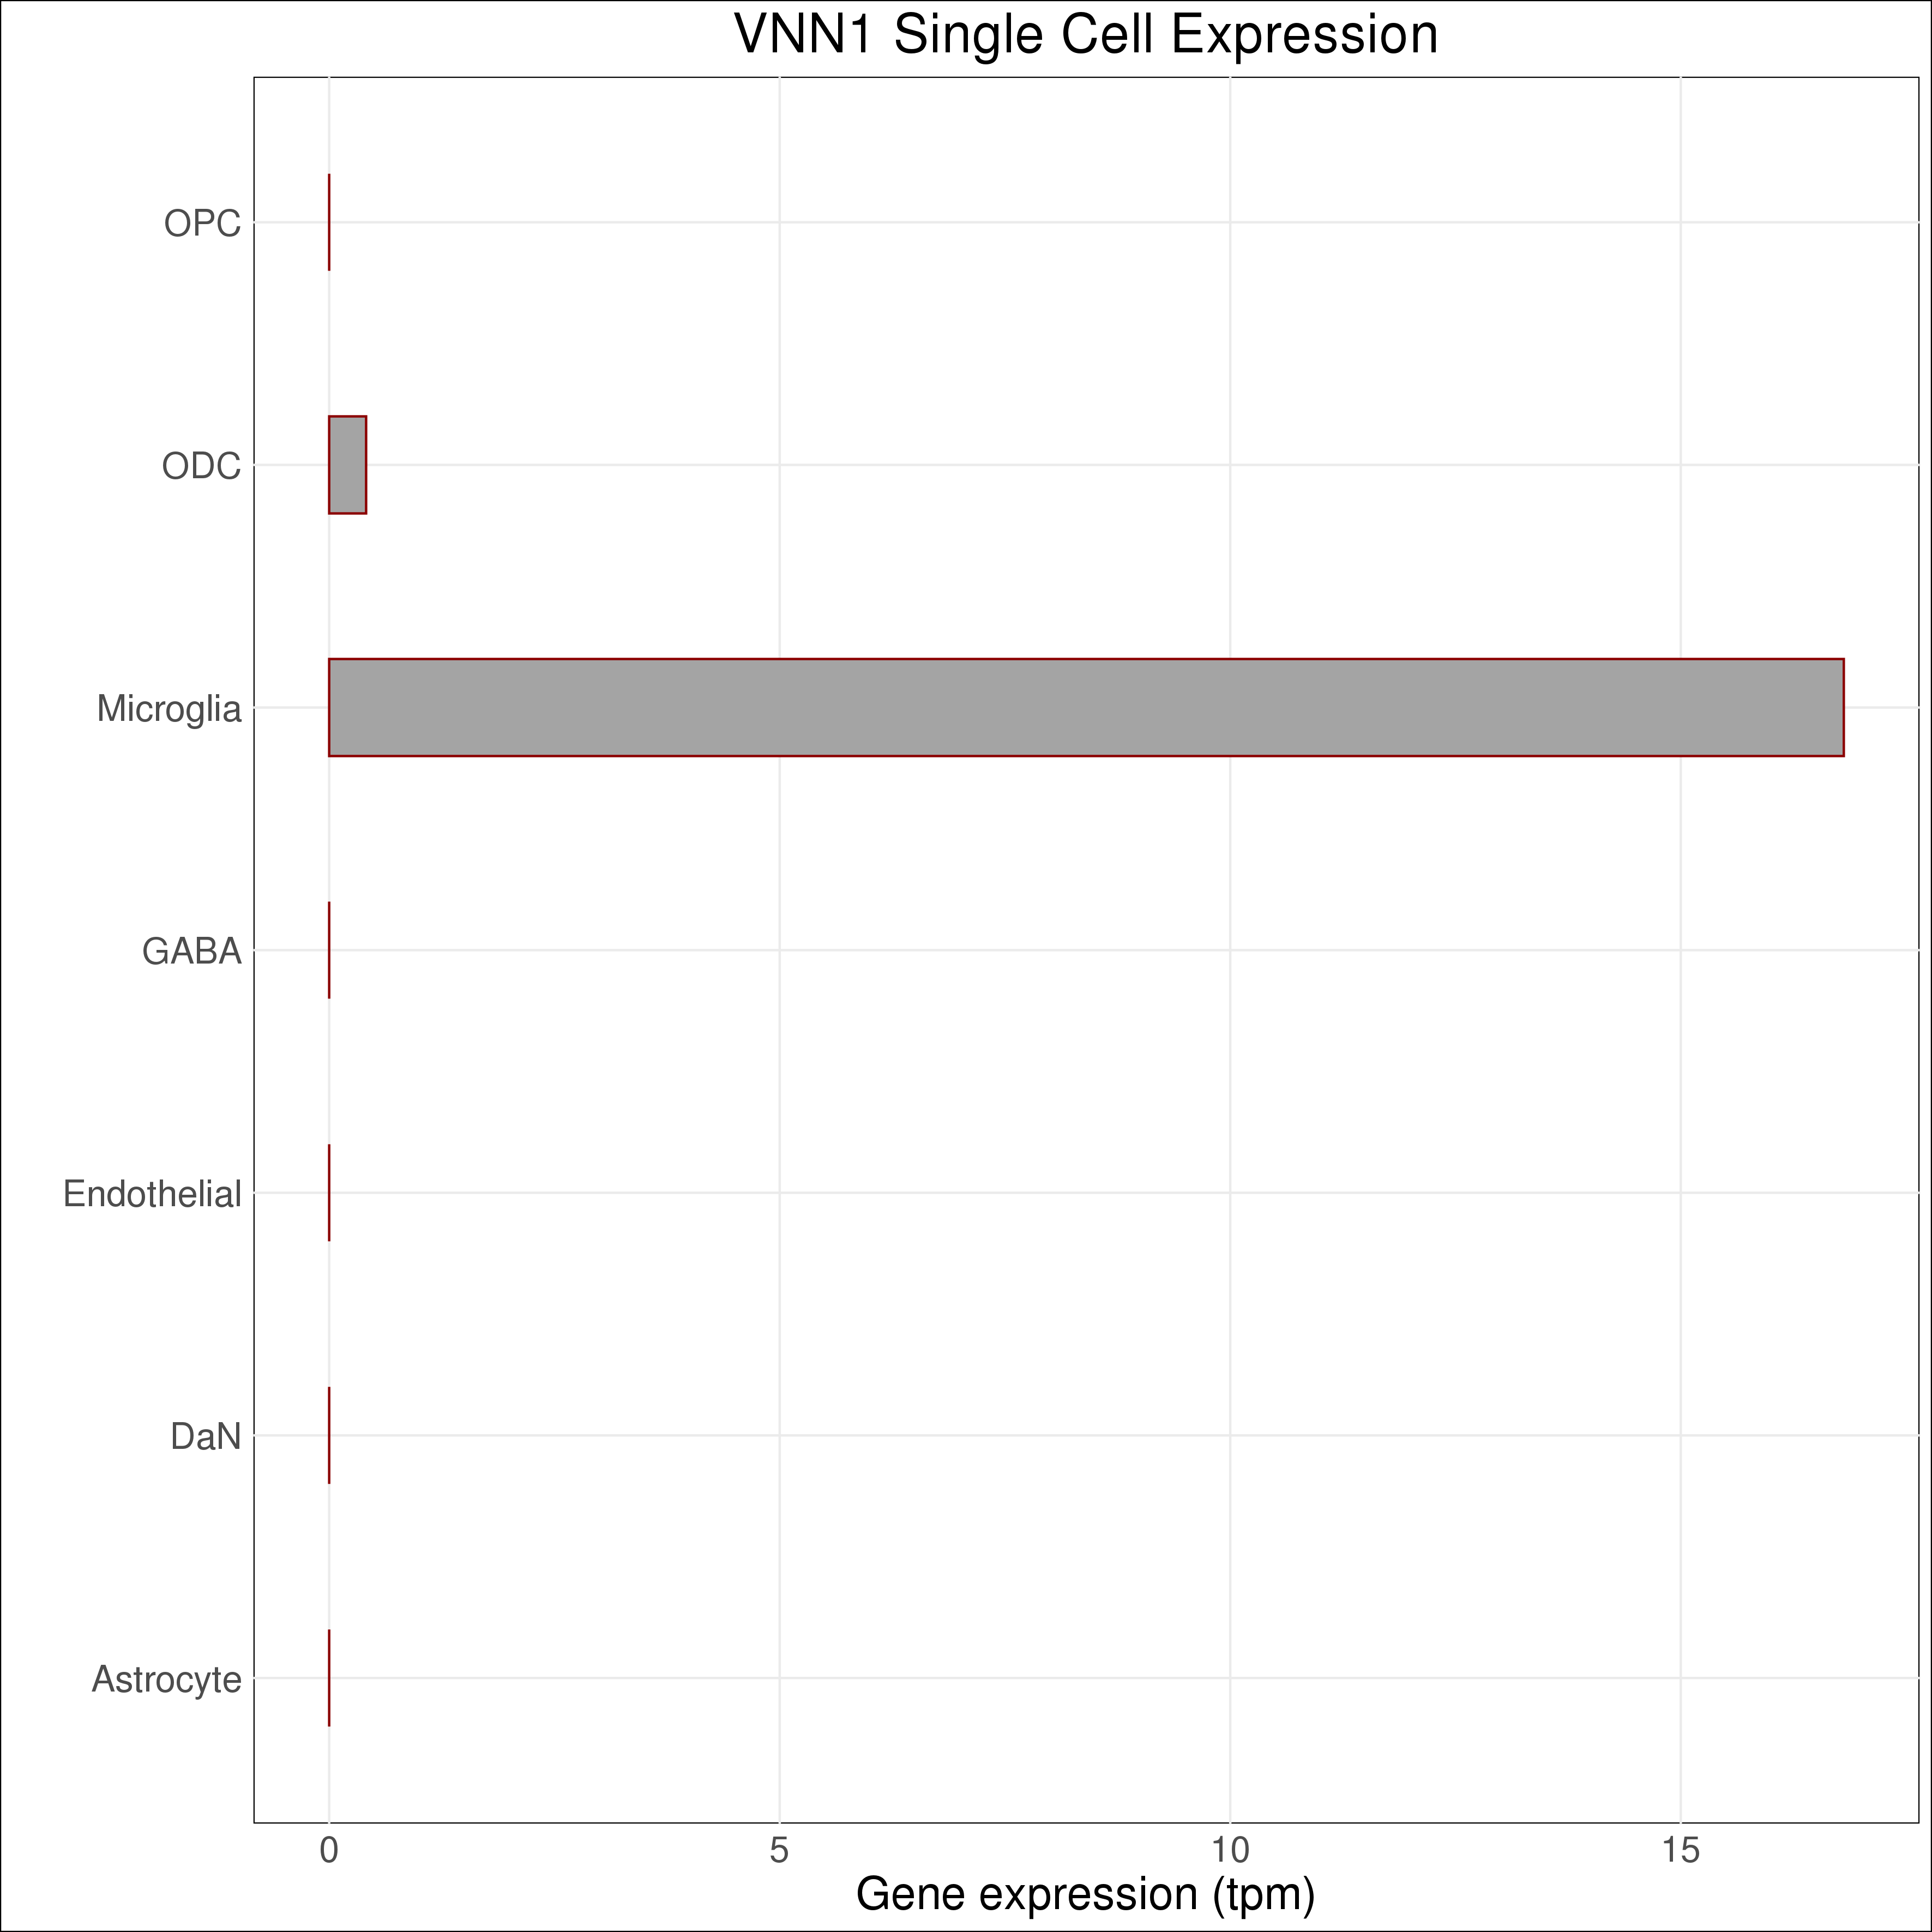 VNN1 Single Cell Expression
OPC
ODC
Microglia
GABA
Endothelial
DaN
Astrocyte
0 5 10 15
Gene expression (tpm)